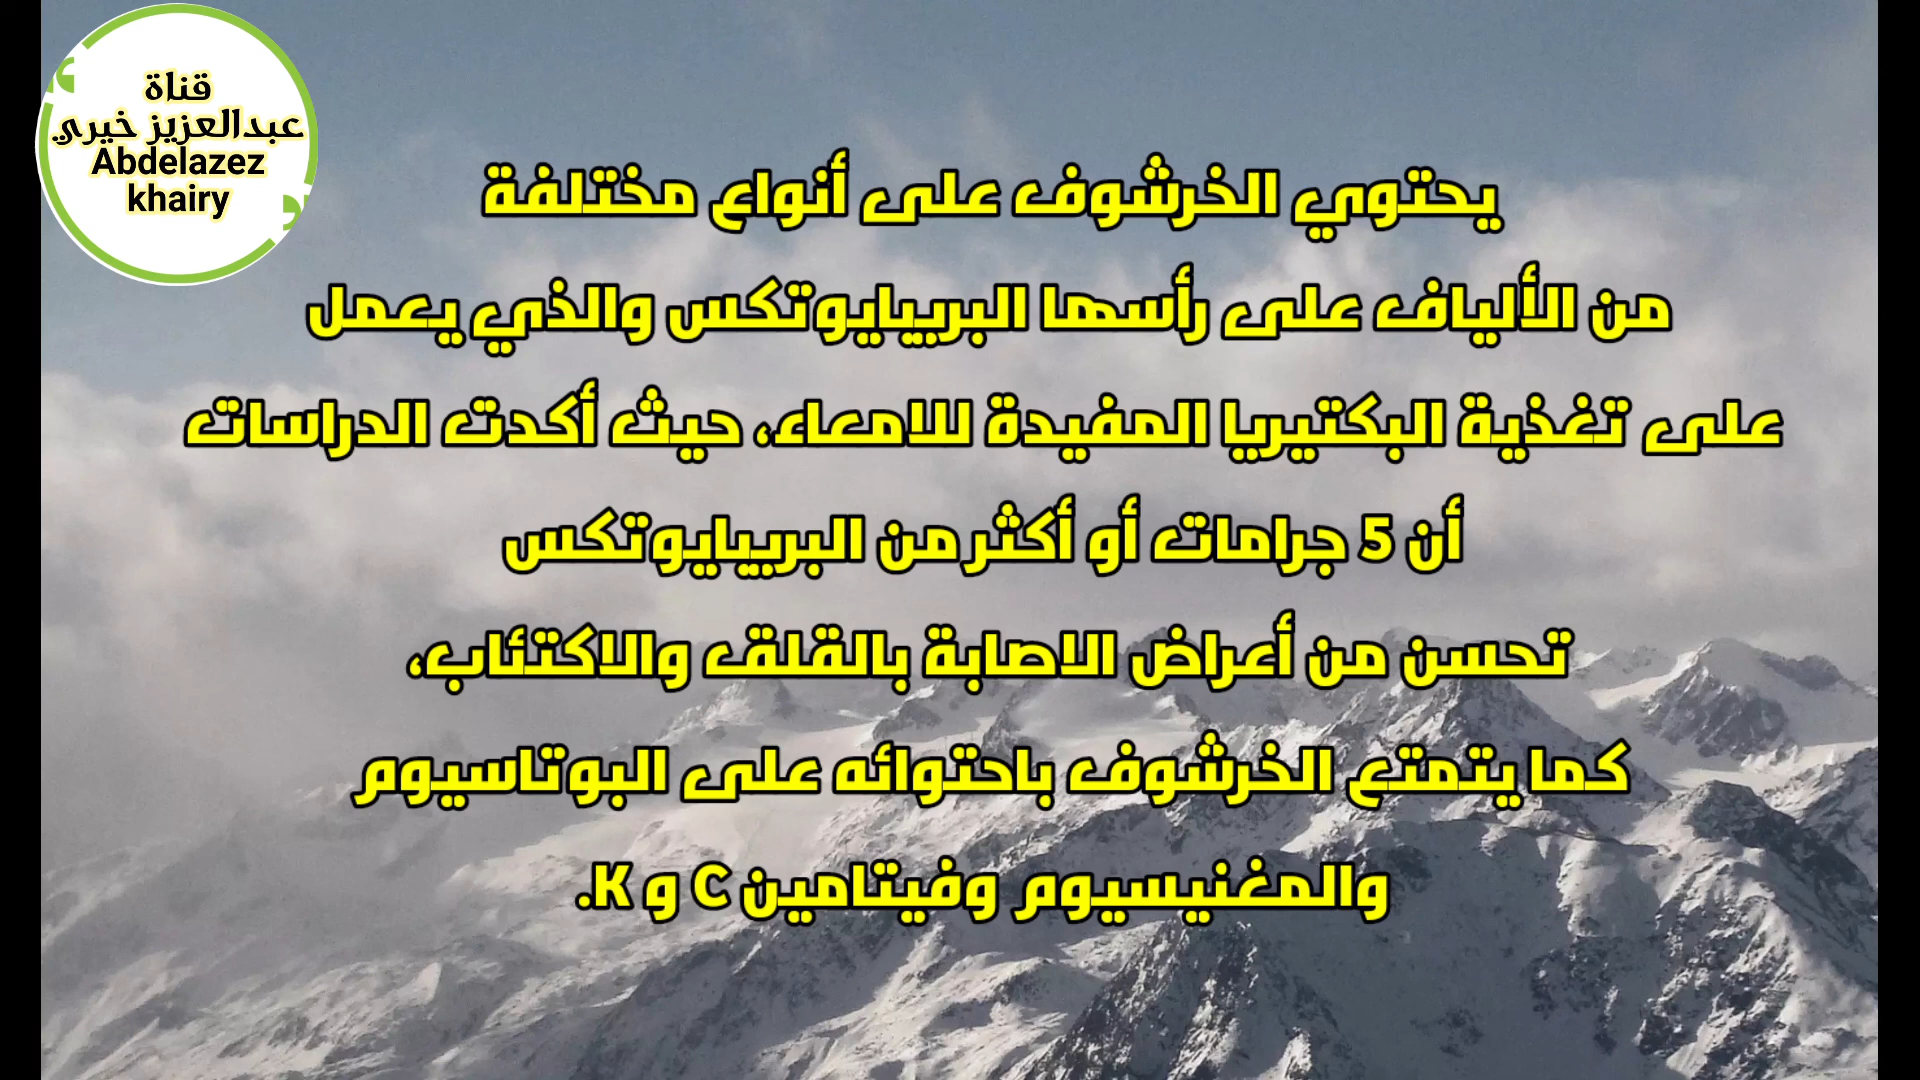 قناة
عبدالعزيز خيري
Abdelazez
khairy
يحتوي الخرشوف على أنواع مختلفة
من الألياف على رأسها البريبايوتكس والذي يعمل
على تغذية البكتيريا المفيدة للامعاء، حيث أكدت الدراسات
أن 5 جرامات أو أكثر من البريبايوتكس
تحسن من أعراض الاصابة بالقلق والاكتئاب،
كما يتمتع الخرشوف باحتوائه على البوتاسيوم
والمغنيسيوم وفيتامين C و K.